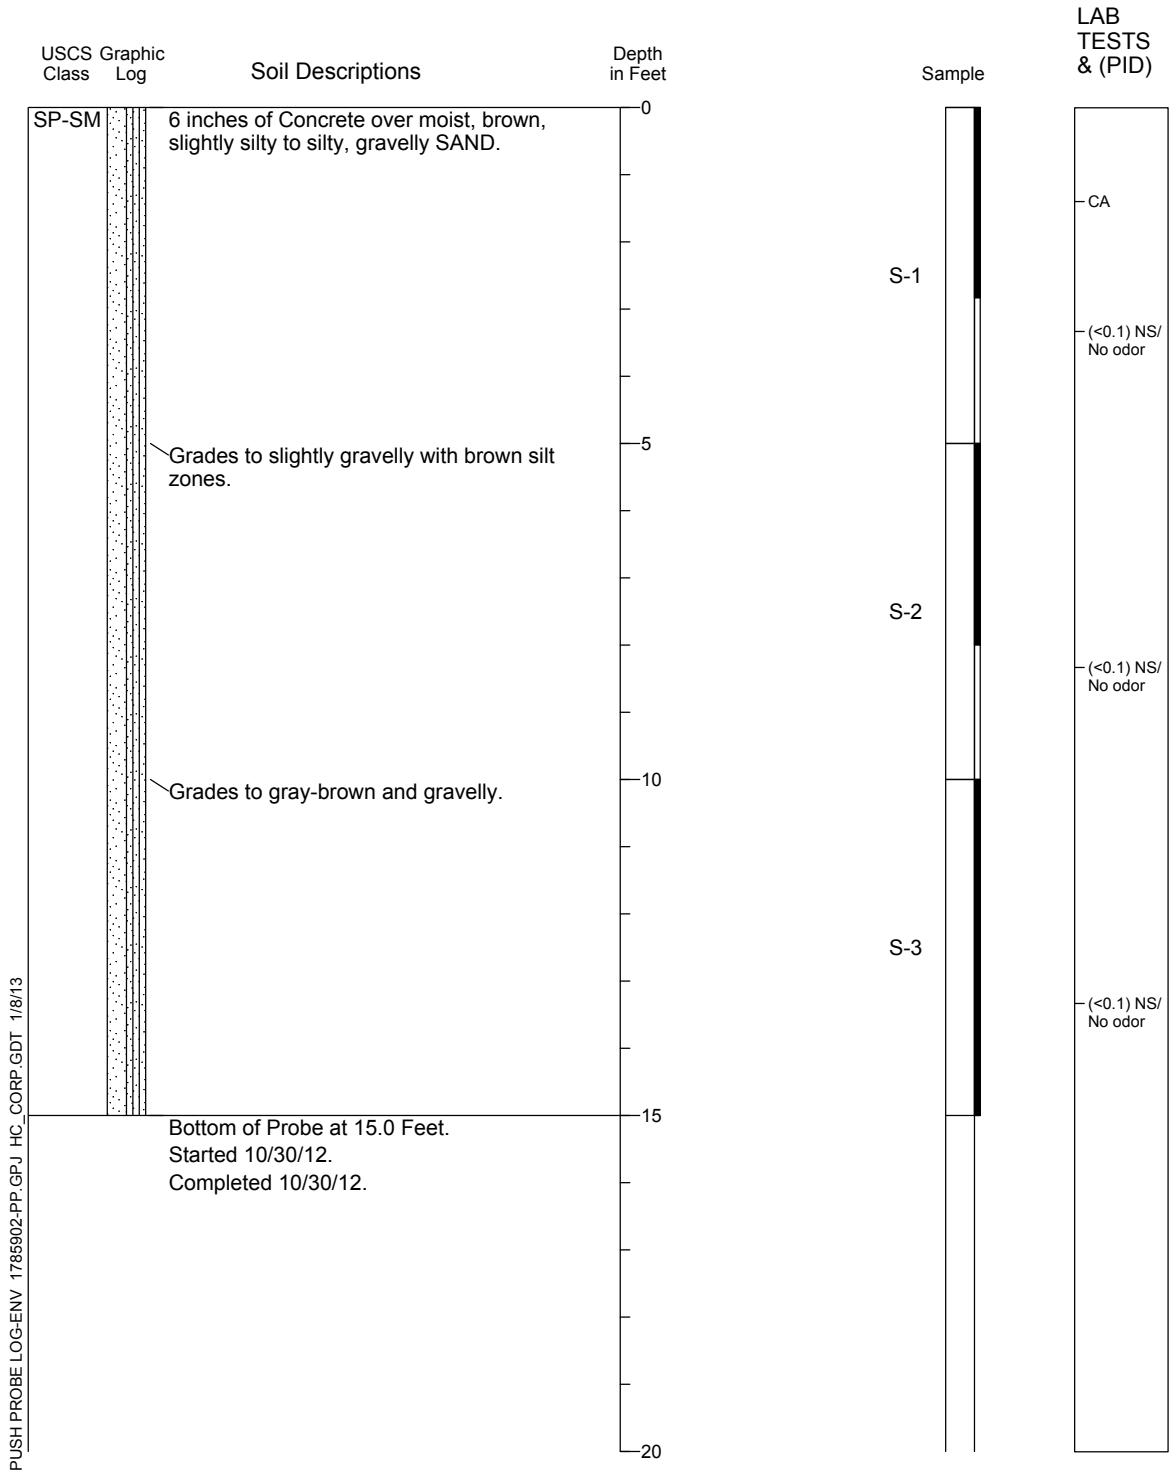 USCS Graphic
Class Log
Soil Descriptions
Depth
in Feet
Sample
LAB
TESTS
& (PID)
SP-SM
6 inches of Concrete over moist, brown,
slightly silty to silty, gravelly SAND.
0
CA
S-1
(<0.1) NS/
No odor
5
Grades to slightly gravelly with brown silt
zones.
S-2
(<0.1) NS/
No odor
10
Grades to gray-brown and gravelly.
S-3
(<0.1) NS/
No odor
15
Bottom of Probe at 15.0 Feet.
Started 10/30/12.
Completed 10/30/12.
20
PUSH PROBE LOG-ENV 1785902-PP.GPJ HC_CORP.GDT 1/8/13